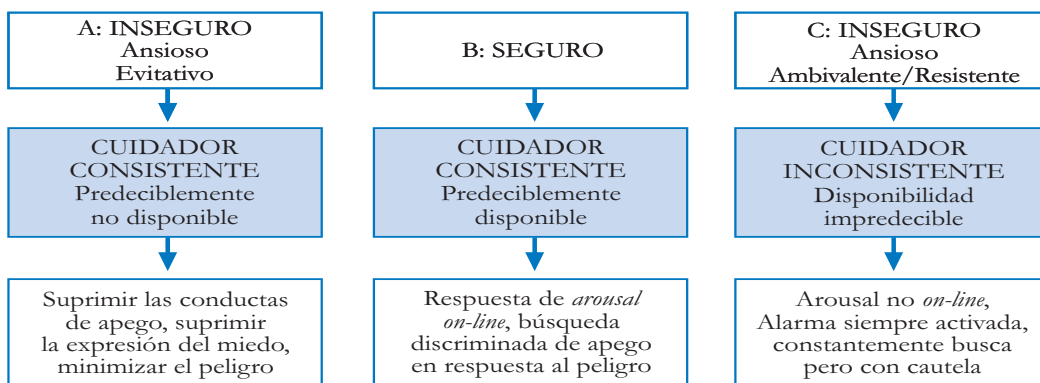 A: INSEGURO
Ansioso
Evitativo
B: SEGURO
C: INSEGURO
Ansioso
Ambivalente/Resistente
CUIDADOR
CONSISTENTE
Predeciblemente
no disponible
CUIDADOR
CONSISTENTE
Predeciblemente
disponible
CUIDADOR
INCONSISTENTE
Disponibilidad
impredecible
Suprimir las conductas
de apego, suprimir
la expresión del miedo,
minimizar el peligro
Respuesta de arousal
on-line, búsqueda
discriminada de apego
en respuesta al peligro
Arousal no on-line,
Alarma siempre activada,
constantemente busca
pero con cautela